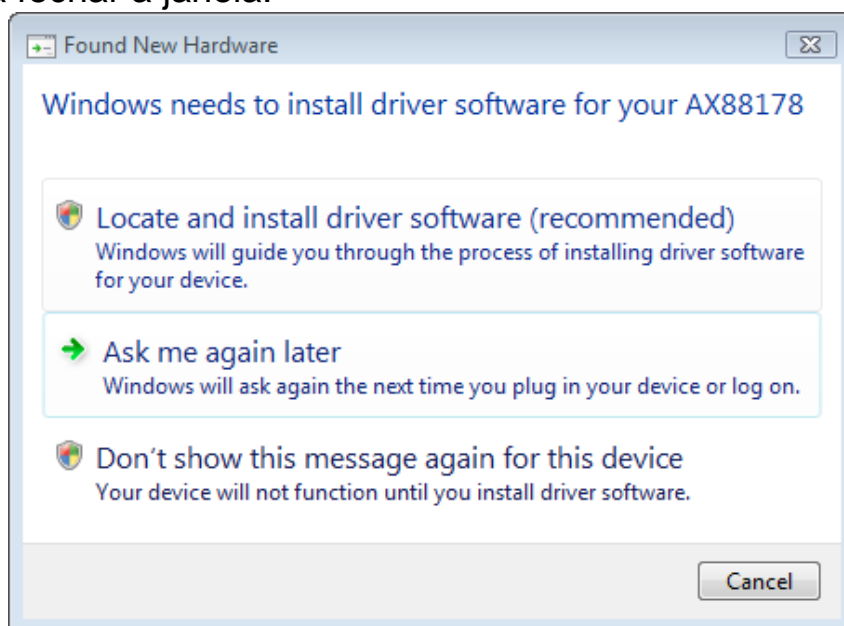 fechar a janela.
Found New Hardware
Windows needs to install driver software for your AX88178
Locate and install driver software (recommended)
Windows will guide you through the process of installing driver software
for your device.
Ask me again later
Windows will ask again the next time you plug in your device or log on.
Don't show this message again for this device
Your device will not function until you install driver software.
Cancel